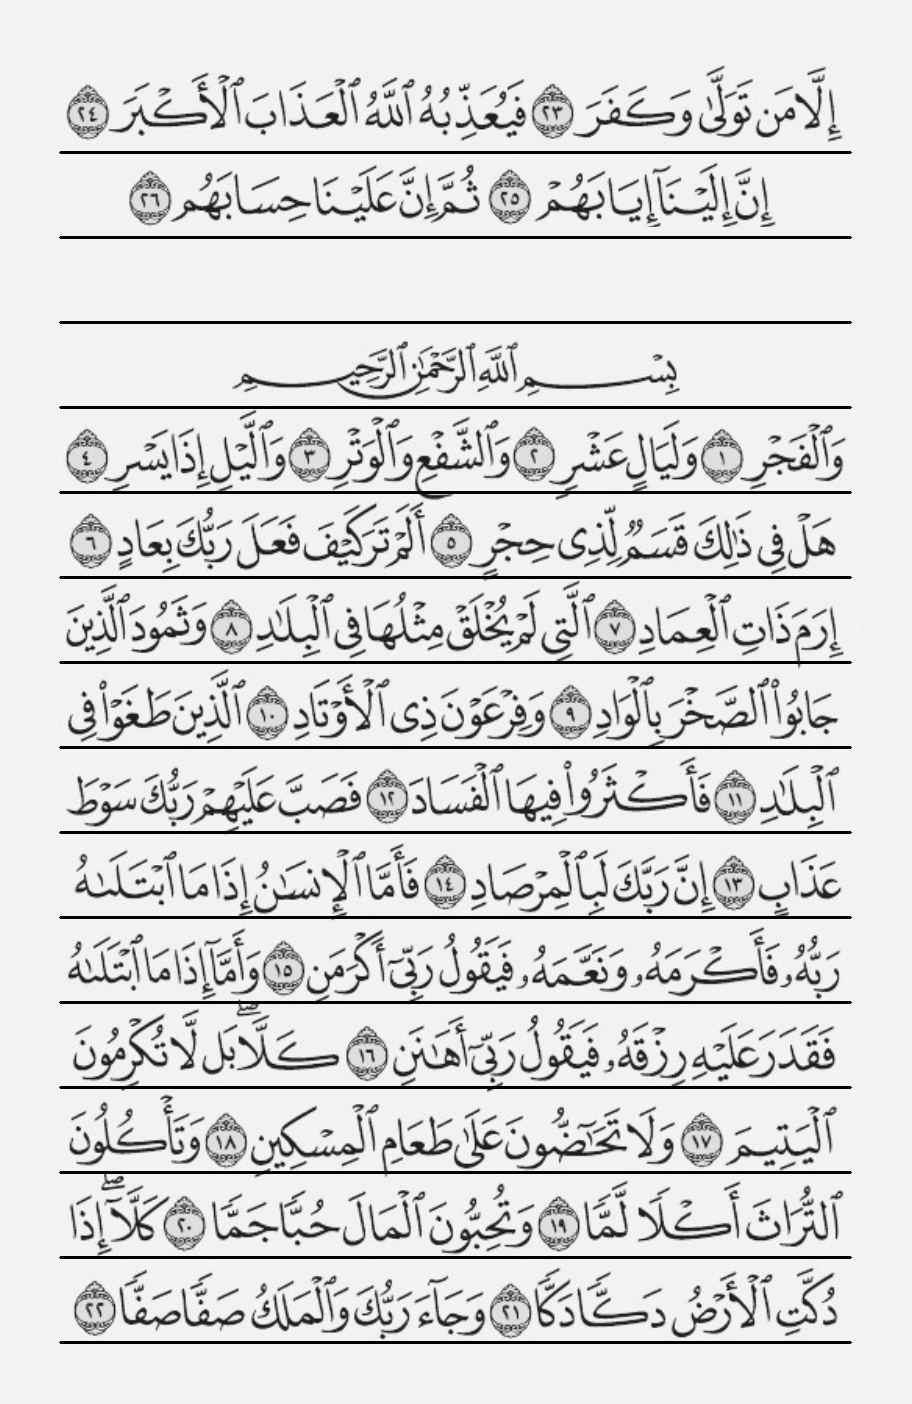 إِلَّا مَن تَوَلَّىٰ وَكَفَرَ ٢٣ فَيُعَذِّبُهُ ٱللَّهُ ٱلْعَذَابَ ٱلْأَكْبَرَ ٢٤
إِنَّ إِلَيْنَآ إِيَابَهُمْ ٢٥ ثُمَّ إِنَّ عَلَيْنَا حِسَابَهُم ٢٦
بِسْمِ ٱللَّهِ ٱلرَّحْمَٰنِ ٱلرَّحِيمِ
وَٱلْفَجْرِ ١ وَلَيَالٍ عَشْرٍ ٢ وَٱلشَّفْعِ وَٱلْوَتْرِ ٣ وَٱلَّيْلِ إِذَا يَسْرِ ٤
هَلْ فِى ذَٰلِكَ قَسَمٌ لِّذِى حِجْرٍ ٥ أَلَمْ تَرَ كَيْفَ فَعَلَ رَبُّكَ بِعَادٍ ٦
إِرَمَ ذَاتِ ٱلْعِمَادِ ٧ ٱلَّتِى لَمْ يُخْلَقْ مِثْلُهَا فِى ٱلْبِلَٰدِ ٨ وَثَمُودَ ٱلَّذِينَ
جَابُوا۟ ٱلصَّخْرَ بِٱلْوَادِ ٩ وَفِرْعَوْنَ ذِى ٱلْأَوْتَادِ ١٠ ٱلَّذِينَ طَغَوْا۟ فِى
ٱلْبِلَٰدِ ١١ فَأَكْثَرُوا۟ فِيهَا ٱلْفَسَادَ ١٢ فَصَبَّ عَلَيْهِمْ رَبُّكَ سَوْطَ
عَذَابٍ ١٣ إِنَّ رَبَّكَ لَبِٱلْمِرْصَادِ ١٤ فَأَمَّا ٱلْإِنسَٰنُ إِذَا مَا ٱبْتَلَىٰهُ
رَبُّهُۥ فَأَكْرَمَهُۥ وَنَعَّمَهُۥ فَيَقُولُ رَبِّىٓ أَكْرَمَنِ ١٥ وَأَمَّآ إِذَا مَا ٱبْتَلَىٰهُ
فَقَدَرَ عَلَيْهِ رِزْقَهُۥ فَيَقُولُ رَبِّىٓ أَهَٰنَنِ ١٦ كَلَّا ۖ بَل لَّا تُكْرِمُونَ
ٱلْيَتِيمَ ١٧ وَلَا تَحَٰٓضُّونَ عَلَىٰ طَعَامِ ٱلْمِسْكِينِ ١٨ وَتَأْكُلُونَ
ٱلتُّرَاثَ أَكْلًا لَّمًّا ١٩ وَتُحِبُّونَ ٱلْمَالَ حُبًّا جَمًّا ٢٠ كَلَّآ ۖ إِذَا
دُكَّتِ ٱلْأَرْضُ دَكًّا دَكًّا ٢١ وَجَآءَ رَبُّكَ وَٱلْمَلَكُ صَفًّا صَفًّا ٢٢